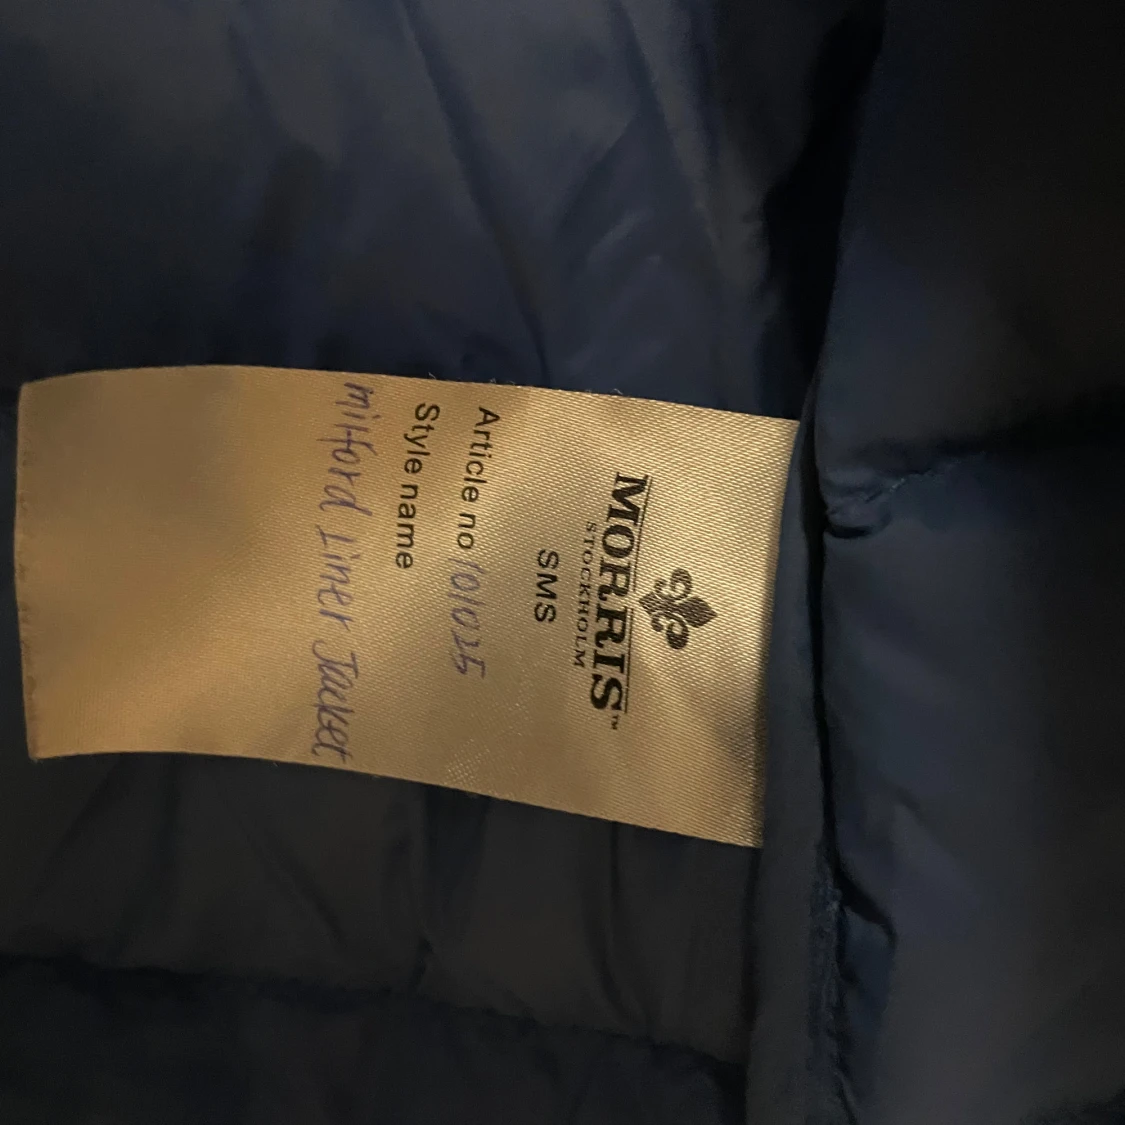 MORRIS™
STOCKHOLM
SMS
Article no 101025
Style name
milford Liner Jacket